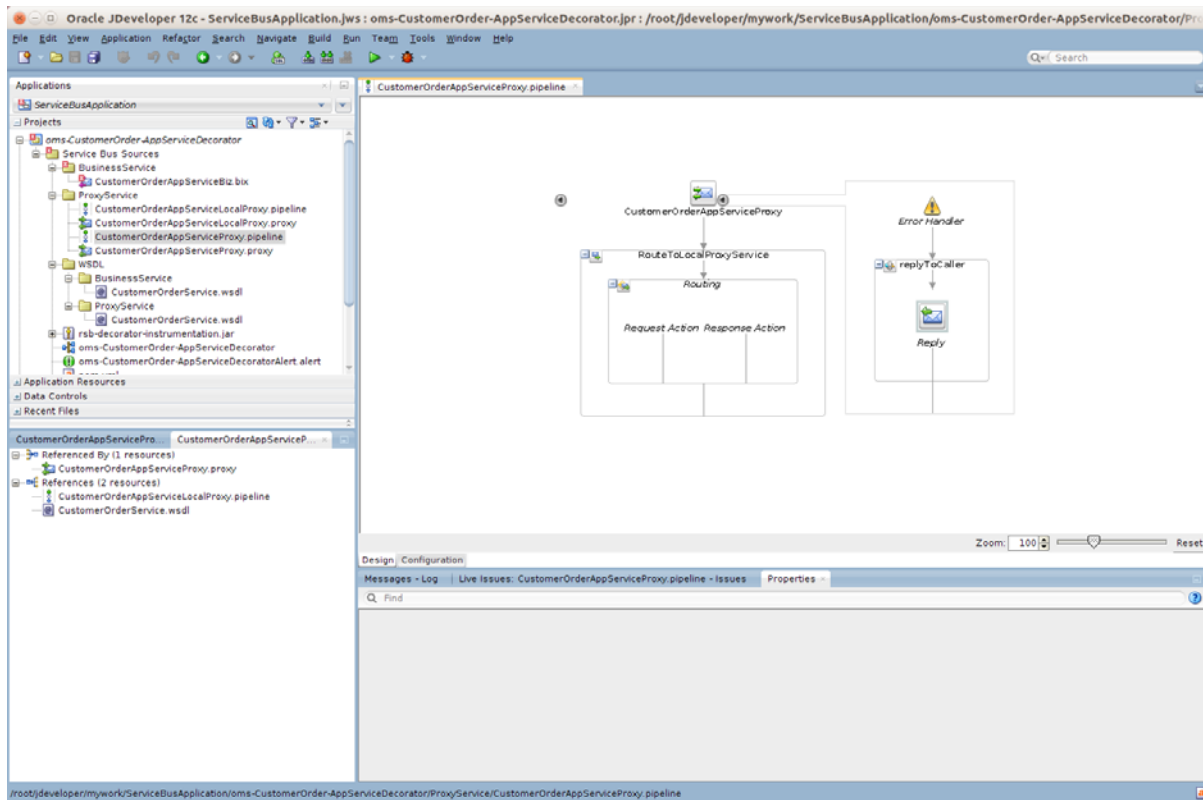 Oracle JDeveloper 12c - ServiceBusApplication.jws : oms-CustomerOrder-AppServiceDecorator.jpr : /root/jdeveloper/mywork/ServiceBusApplication/oms-CustomerOrder-AppServiceDecorator/Pro
File Edit View Application Refactor Search Navigate Build Run Team Tools Window Help
Search
Applications
ServiceBusApplication
Projects
oms-CustomerOrder-AppServiceDecorator
Service Bus Sources
BusinessService
CustomerOrderAppServiceBiz.bix
ProxyService
CustomerOrderAppServiceLocalProxy.pipeline
CustomerOrderAppServiceLocalProxy.proxy
CustomerOrderAppServiceProxy.pipeline
CustomerOrderAppServiceProxy.proxy
WSDL
BusinessService
CustomerOrderService.wsdl
ProxyService
CustomerOrderService.wsdl
rsb-decorator-instrumentation.jar
oms-CustomerOrder-AppServiceDecorator
oms-CustomerOrder-AppServiceDecoratorAlert.alert
Application Resources
Data Controls
Recent Files
CustomerOrderAppServicePro... CustomerOrderAppServiceP...
Referenced By (1 resources)
CustomerOrderAppServiceProxy.proxy
References (2 resources)
CustomerOrderAppServiceLocalProxy.pipeline
CustomerOrderService.wsdl
CustomerOrderAppServiceProxy.pipeline
CustomerOrderAppServiceProxy
RouteToLocalProxyService
Routing
Request Action Response Action
Error Handler
replyToCaller
Reply
Zoom: 100 Reset
Design Configuration
Messages - Log Live Issues: CustomerOrderAppServiceProxy.pipeline - Issues Properties
Find
/root/jdeveloper/mywork/ServiceBusApplication/oms-CustomerOrder-AppServiceDecorator/ProxyService/CustomerOrderAppServiceProxy.pipeline